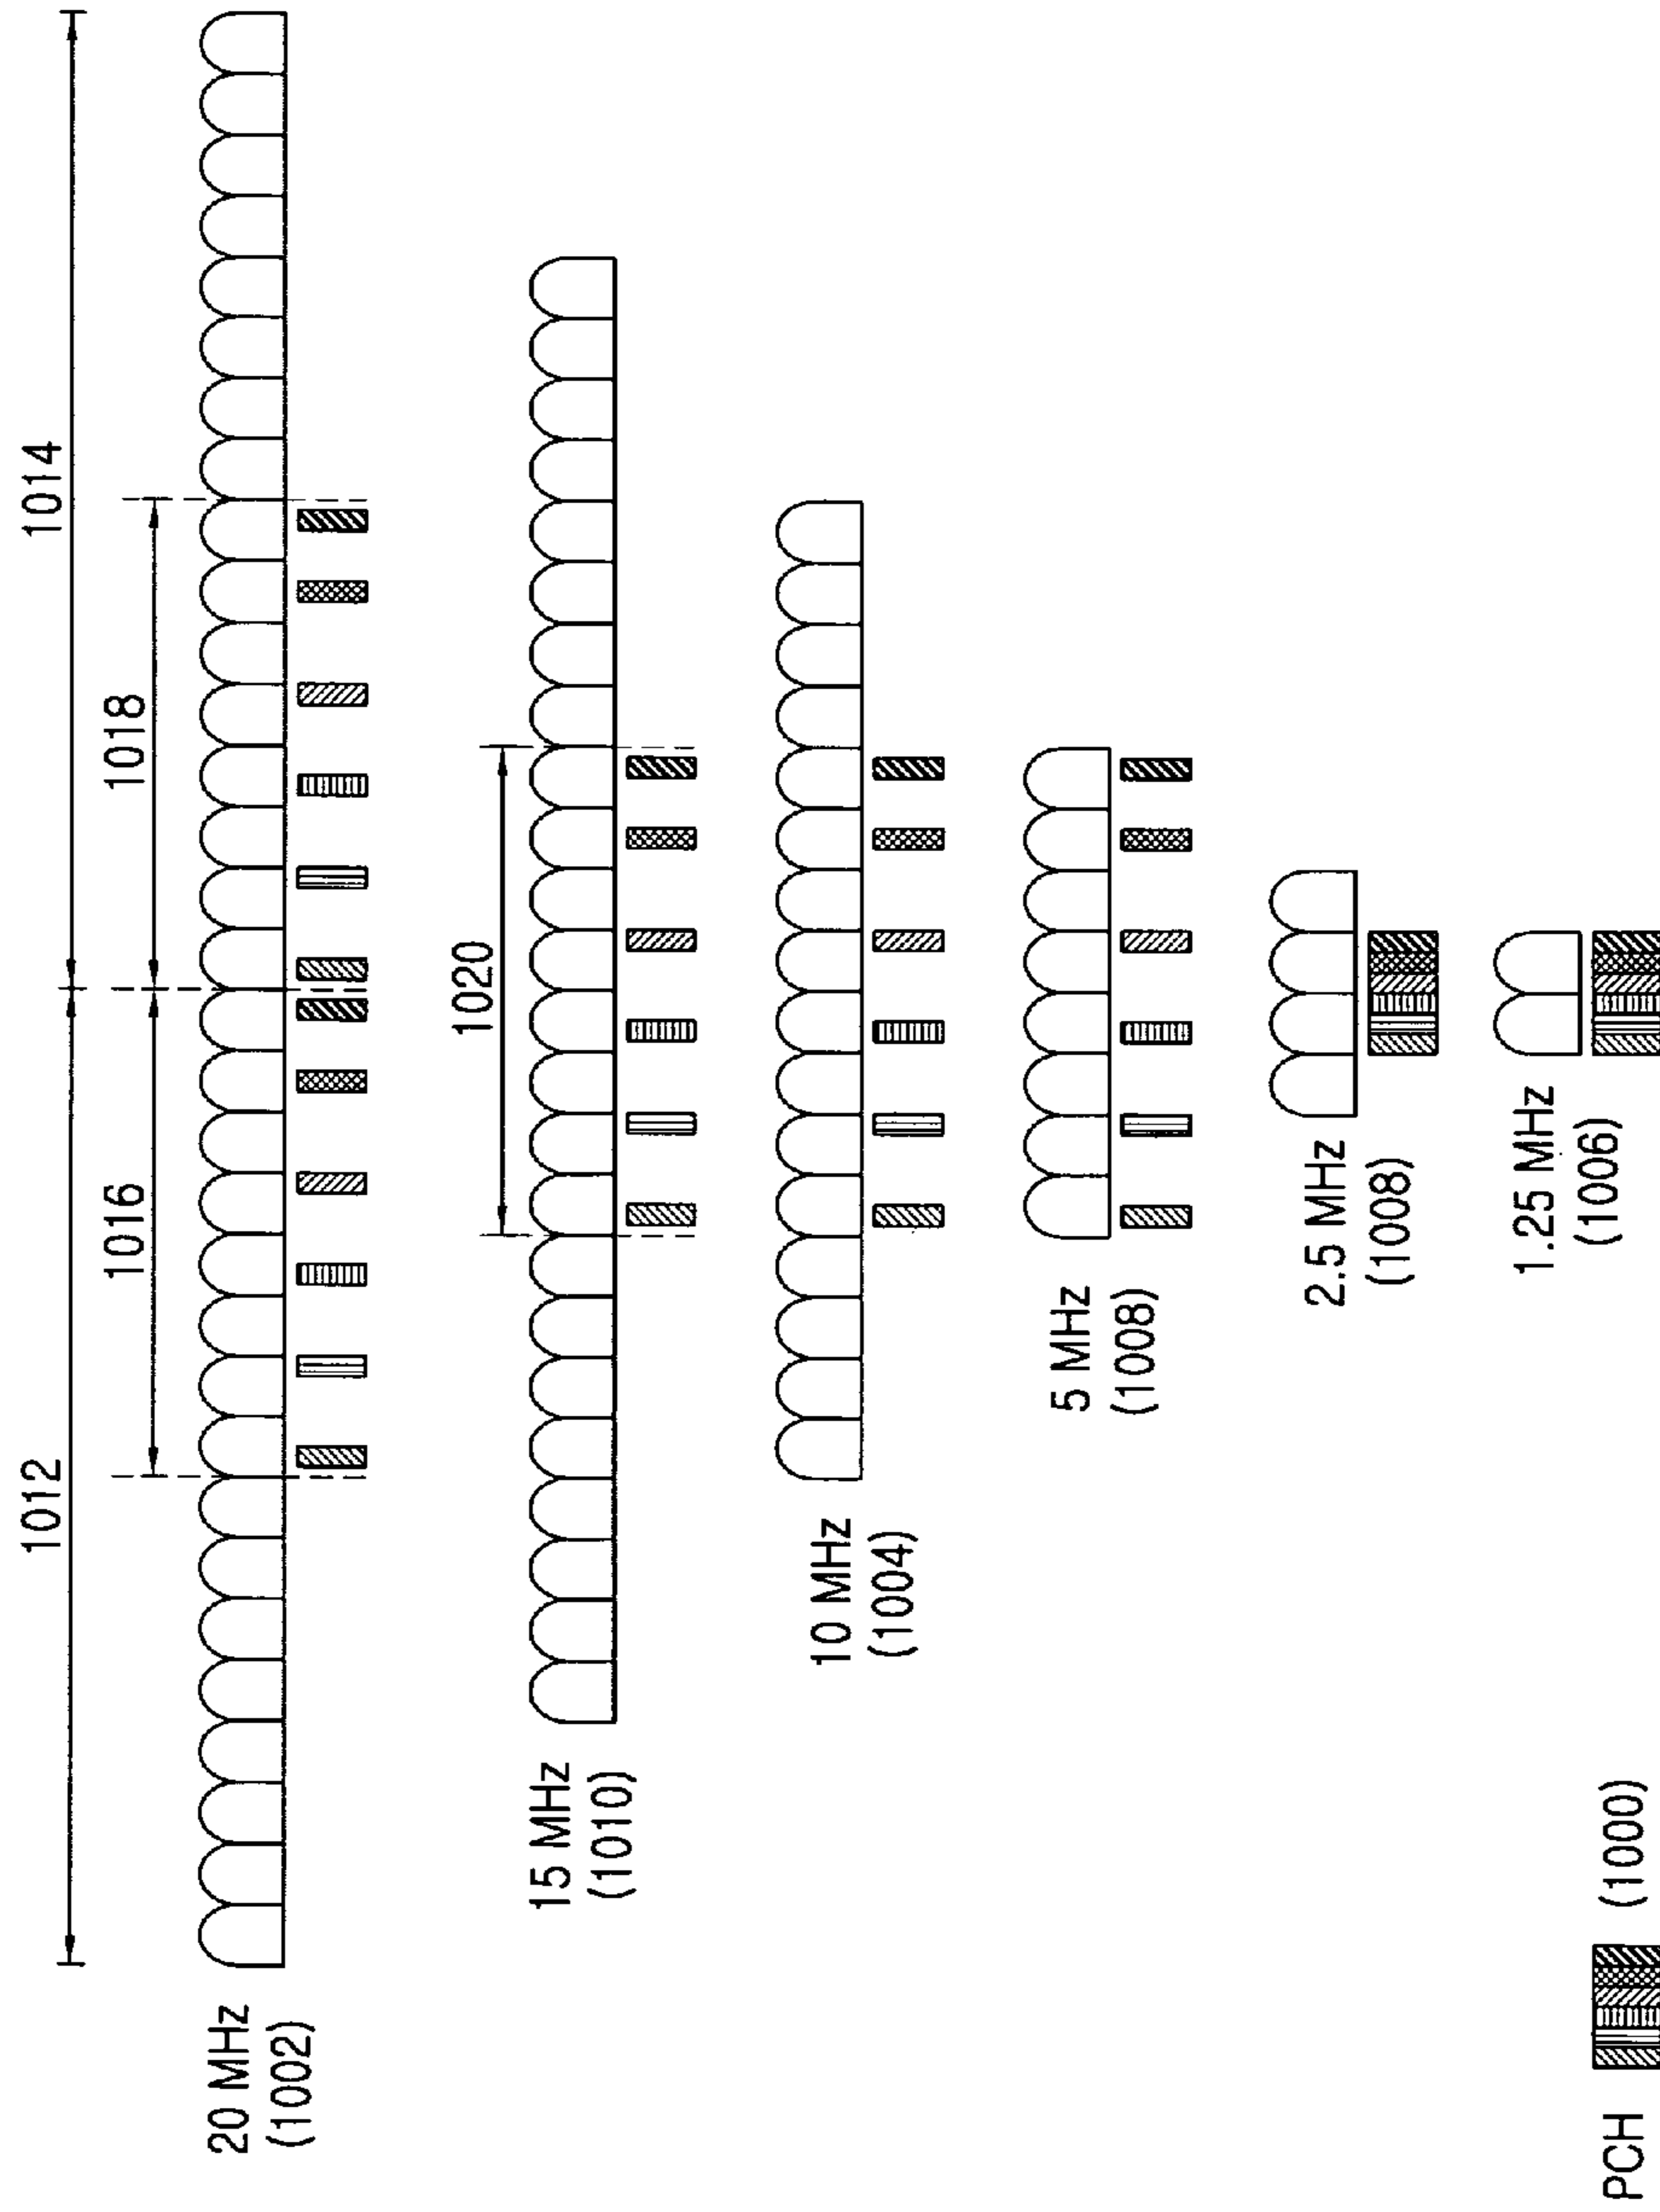 1012
1014
1016
1018
20 MHz
(1002)
1020
15 MHz
(1010)
10 MHz
(1004)
5 MHz
(1008)
2.5 MHz
(1008)
1.25 MHz
(1006)
PCH
(1000)